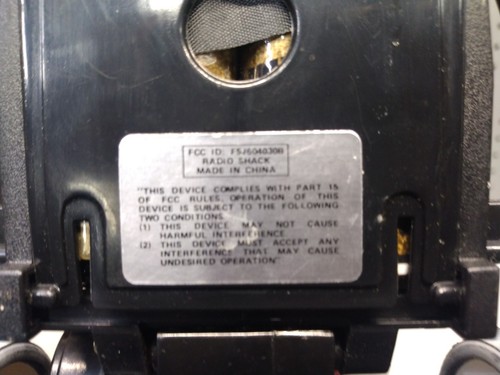 FCC ID: FSJ6040308
RADIO SHACK
MADE IN CHINA
"THIS DEVICE COMPLIES WITH PART 15
OF FCC RULES. OPERATION OF THIS
DEVICE IS SUBJECT TO THE FOLLOWING
TWO CONDITIONS.
(1) THIS DEVICE MAY NOT CAUSE
HARMFUL INTERFERENCE
(2) THIS DEVICE MUST ACCEPT ANY
INTERFERENCE THAT MAY CAUSE
UNDESIRED OPERATION"